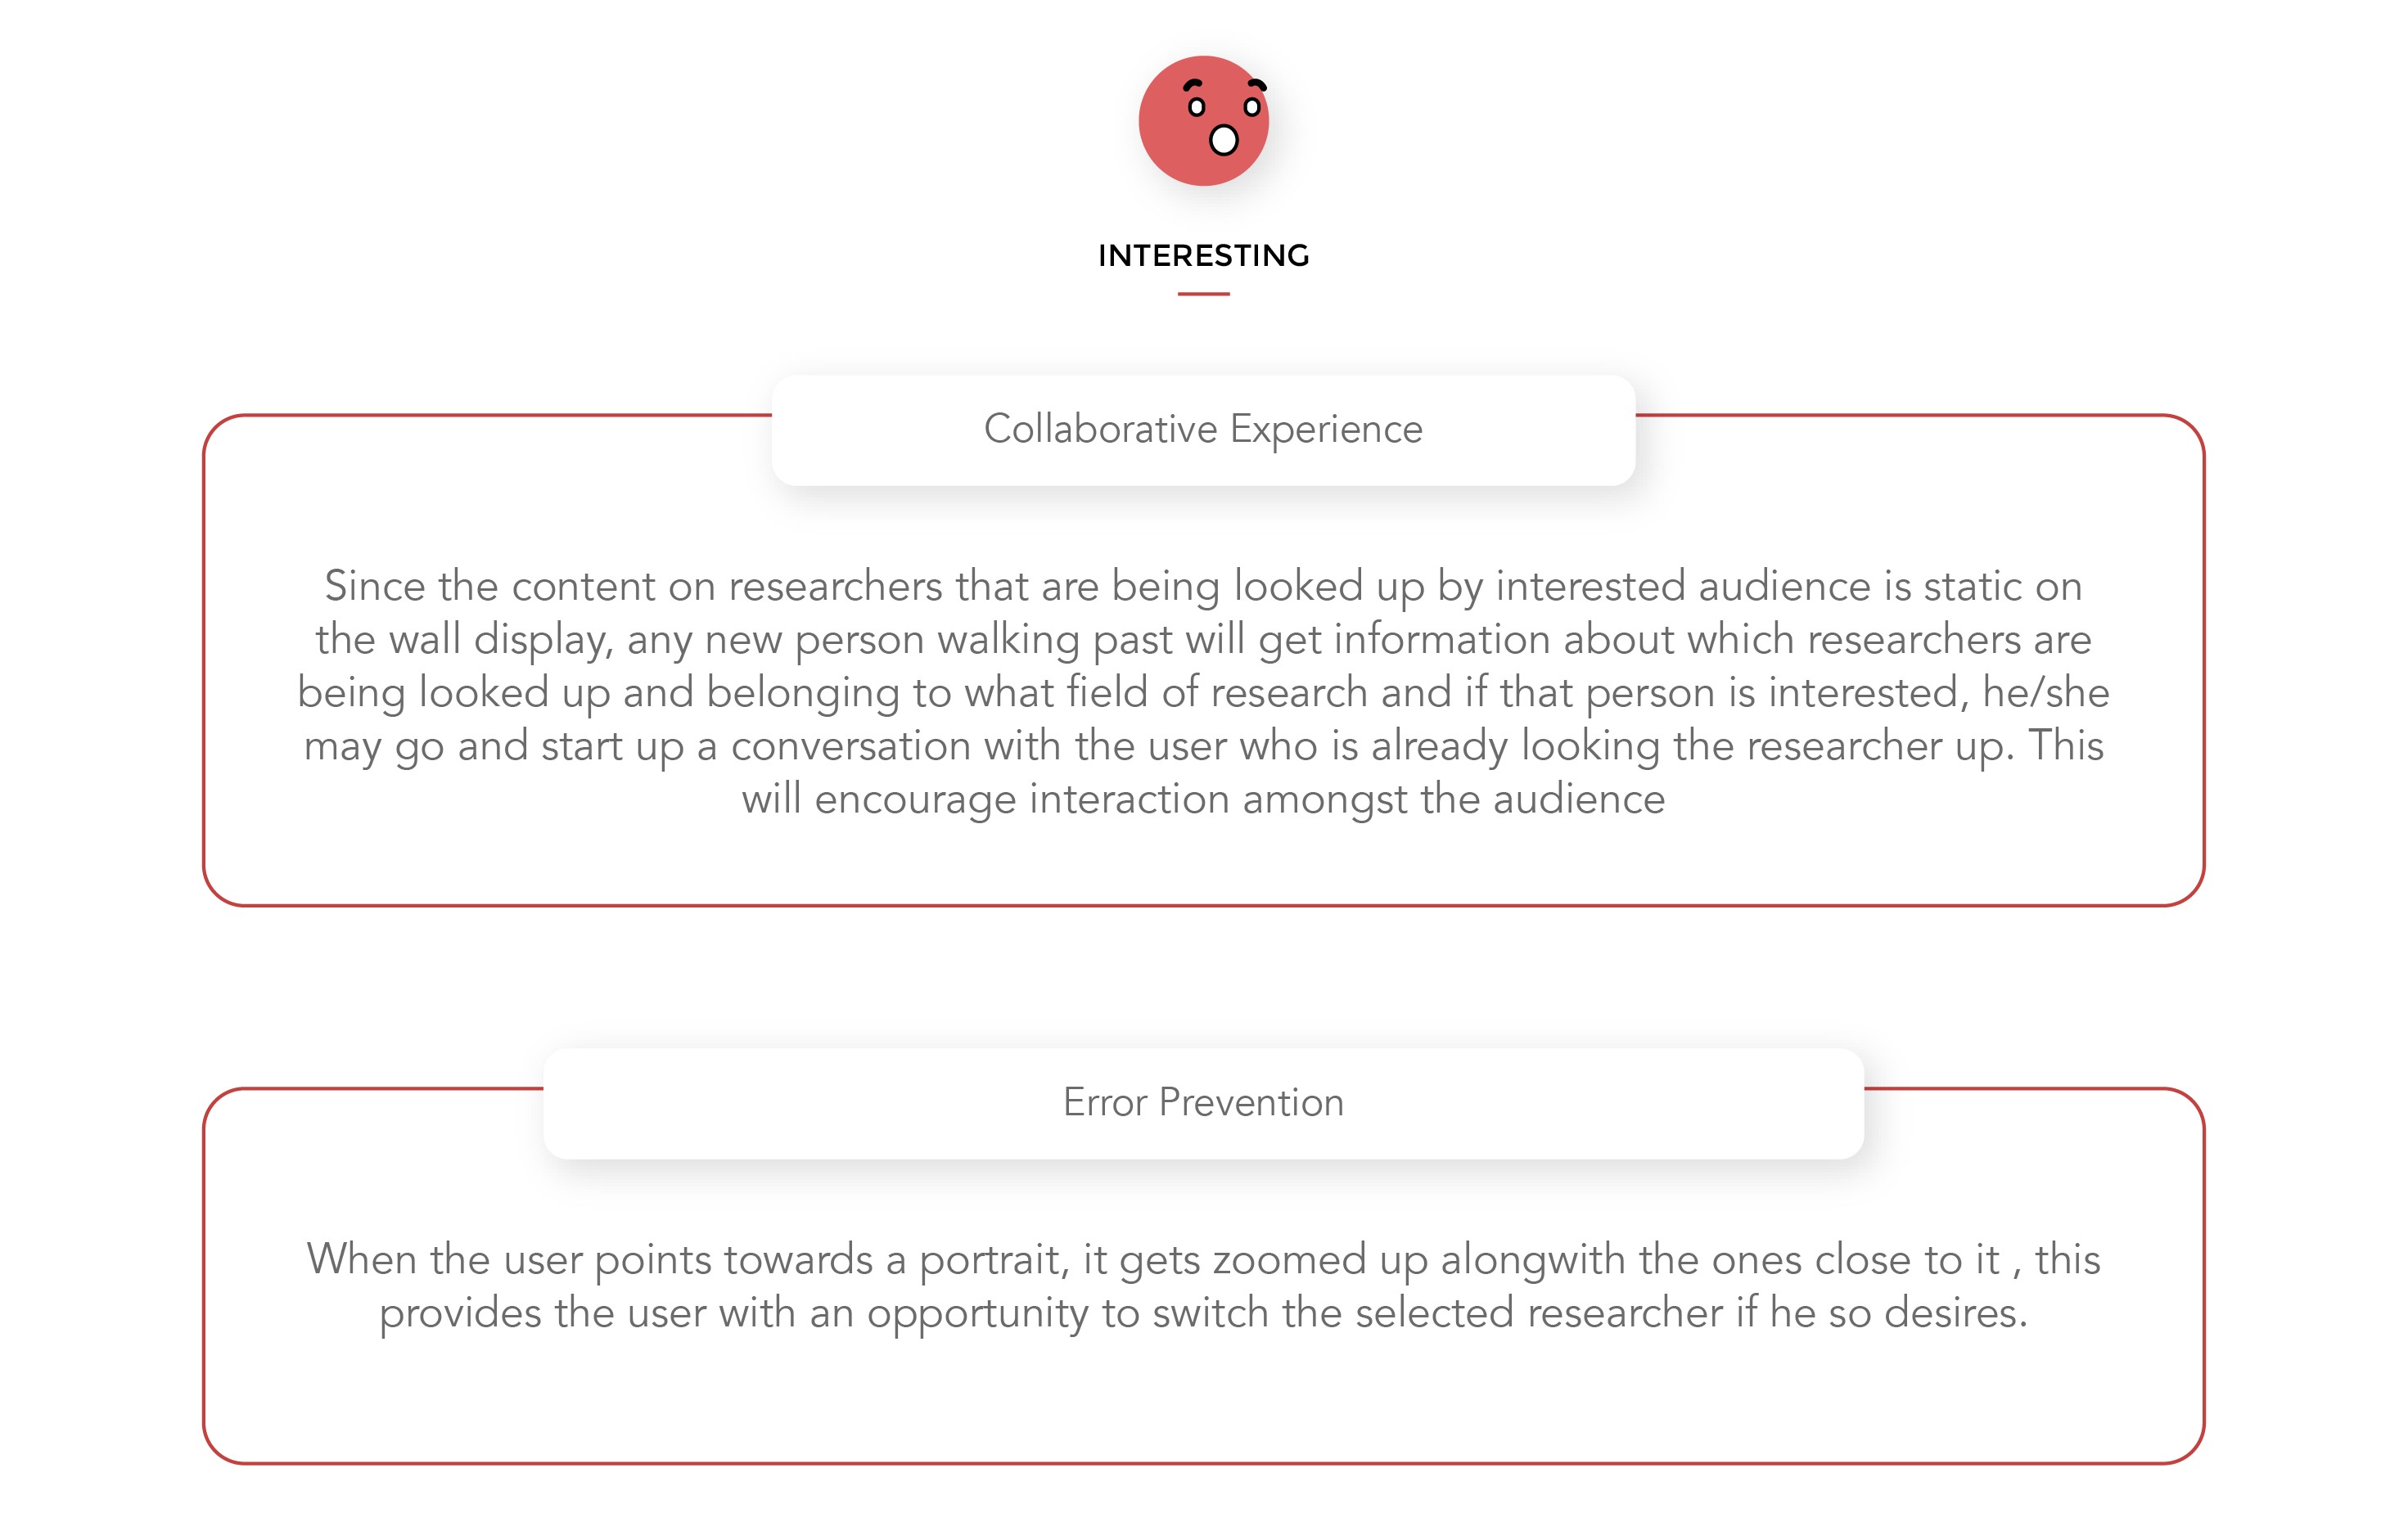 INTERESTING
Collaborative Experience
Since the content on researchers that are being looked up by interested audience is static on
the wall display, any new person walking past will get information about which researchers are
being looked up and belonging to what field of research and if that person is interested, he/she
may go and start up a conversation with the user who is already looking the researcher up. This
will encourage interaction amongst the audience
Error Prevention
When the user points towards a portrait, it gets zoomed up alongwith the ones close to it , this
provides the user with an opportunity to switch the selected researcher if he so desires.